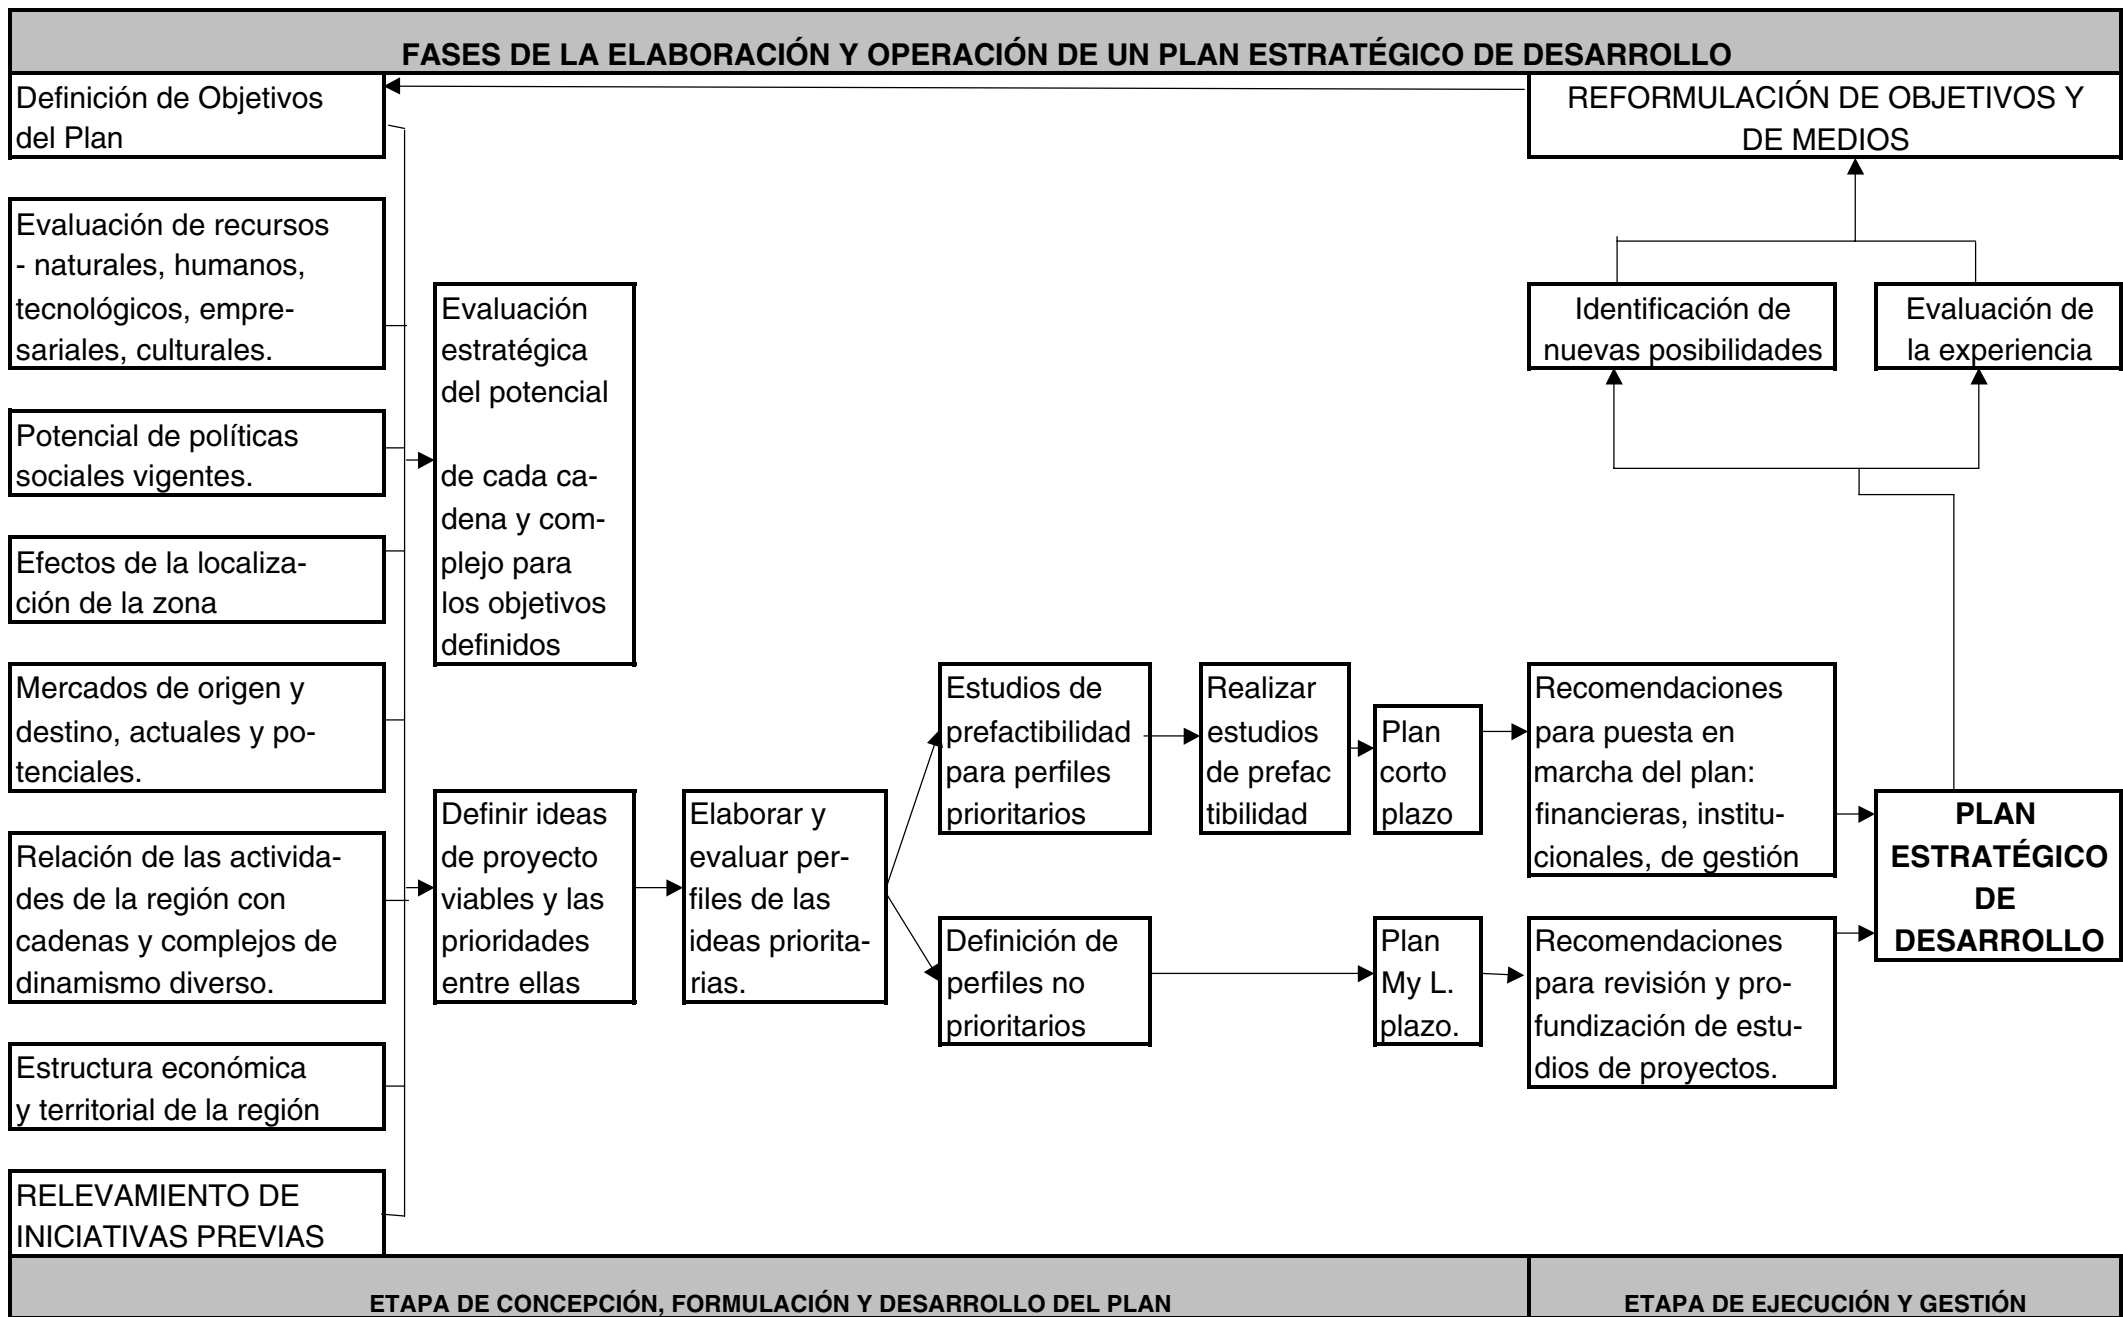 FASES DE LA ELABORACIÓN Y OPERACIÓN DE UN PLAN ESTRATÉGICO DE DESARROLLO
Definición de Objetivos
del Plan
REFORMULACIÓN DE OBJETIVOS Y
DE MEDIOS
Evaluación de recursos
- naturales, humanos,
tecnológicos, empre-
sariales, culturales.
Potencial de políticas
sociales vigentes.
Efectos de la localiza-
ción de la zona
Mercados de origen y
destino, actuales y po-
tenciales.
Relación de las activida-
des de la región con
cadenas y complejos de
dinamismo diverso.
Estructura económica
y territorial de la región
RELEVAMIENTO DE
INICIATIVAS PREVIAS
Evaluación
estratégica
del potencial
de cada ca-
dena y com-
plejo para
los objetivos
definidos
Definir ideas
de proyecto
viables y las
prioridades
entre ellas
Elaborar y
evaluar per-
files de las
ideas priorita-
rias.
Estudios de
prefactibilidad
para perfiles
prioritarios
Realizar
estudios
de prefac
tibilidad
Plan
corto
plazo
Recomendaciones
para puesta en
marcha del plan:
financieras, institu-
cionales, de gestión
Definición de
perfiles no
prioritarios
Plan
My L.
plazo.
Recomendaciones
para revisión y pro-
fundización de estu-
dios de proyectos.
PLAN
ESTRATÉGICO
DE
DESARROLLO
Identificación de
nuevas posibilidades
Evaluación de
la experiencia
ETAPA DE CONCEPCIÓN, FORMULACIÓN Y DESARROLLO DEL PLAN
ETAPA DE EJECUCIÓN Y GESTIÓN